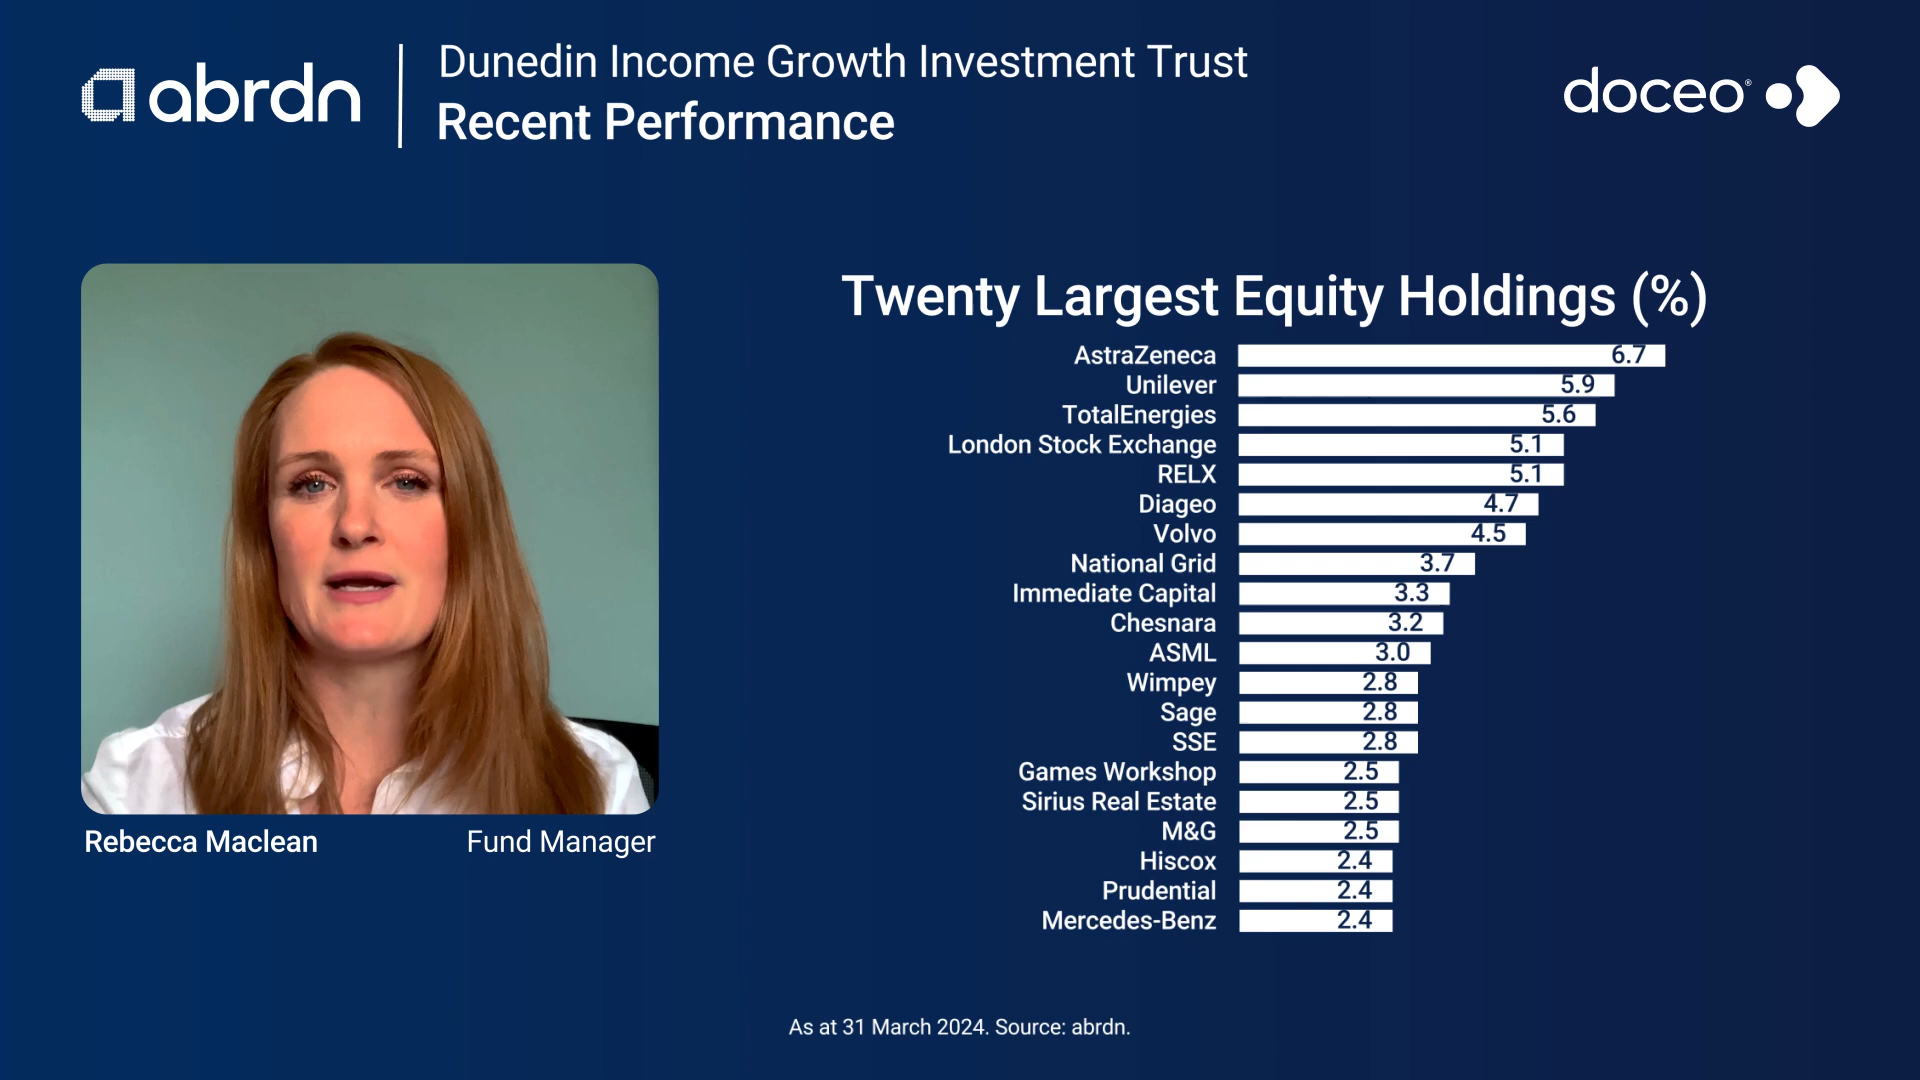 abrdn
Dunedin Income Growth Investment Trust
Recent Performance
doceo®
Rebecca Maclean
Fund Manager
Twenty Largest Equity Holdings (%)
AstraZeneca 6.7
Unilever 5.9
TotalEnergies 5.6
London Stock Exchange 5.1
RELX 5.1
Diageo 4.7
Volvo 4.5
National Grid 3.7
Immediate Capital 3.3
Chesnara 3.2
ASML 3.0
Wimpey 2.8
Sage 2.8
SSE 2.8
Games Workshop 2.5
Sirius Real Estate 2.5
M&G 2.5
Hiscox 2.4
Prudential 2.4
Mercedes-Benz 2.4
As at 31 March 2024. Source: abrdn.